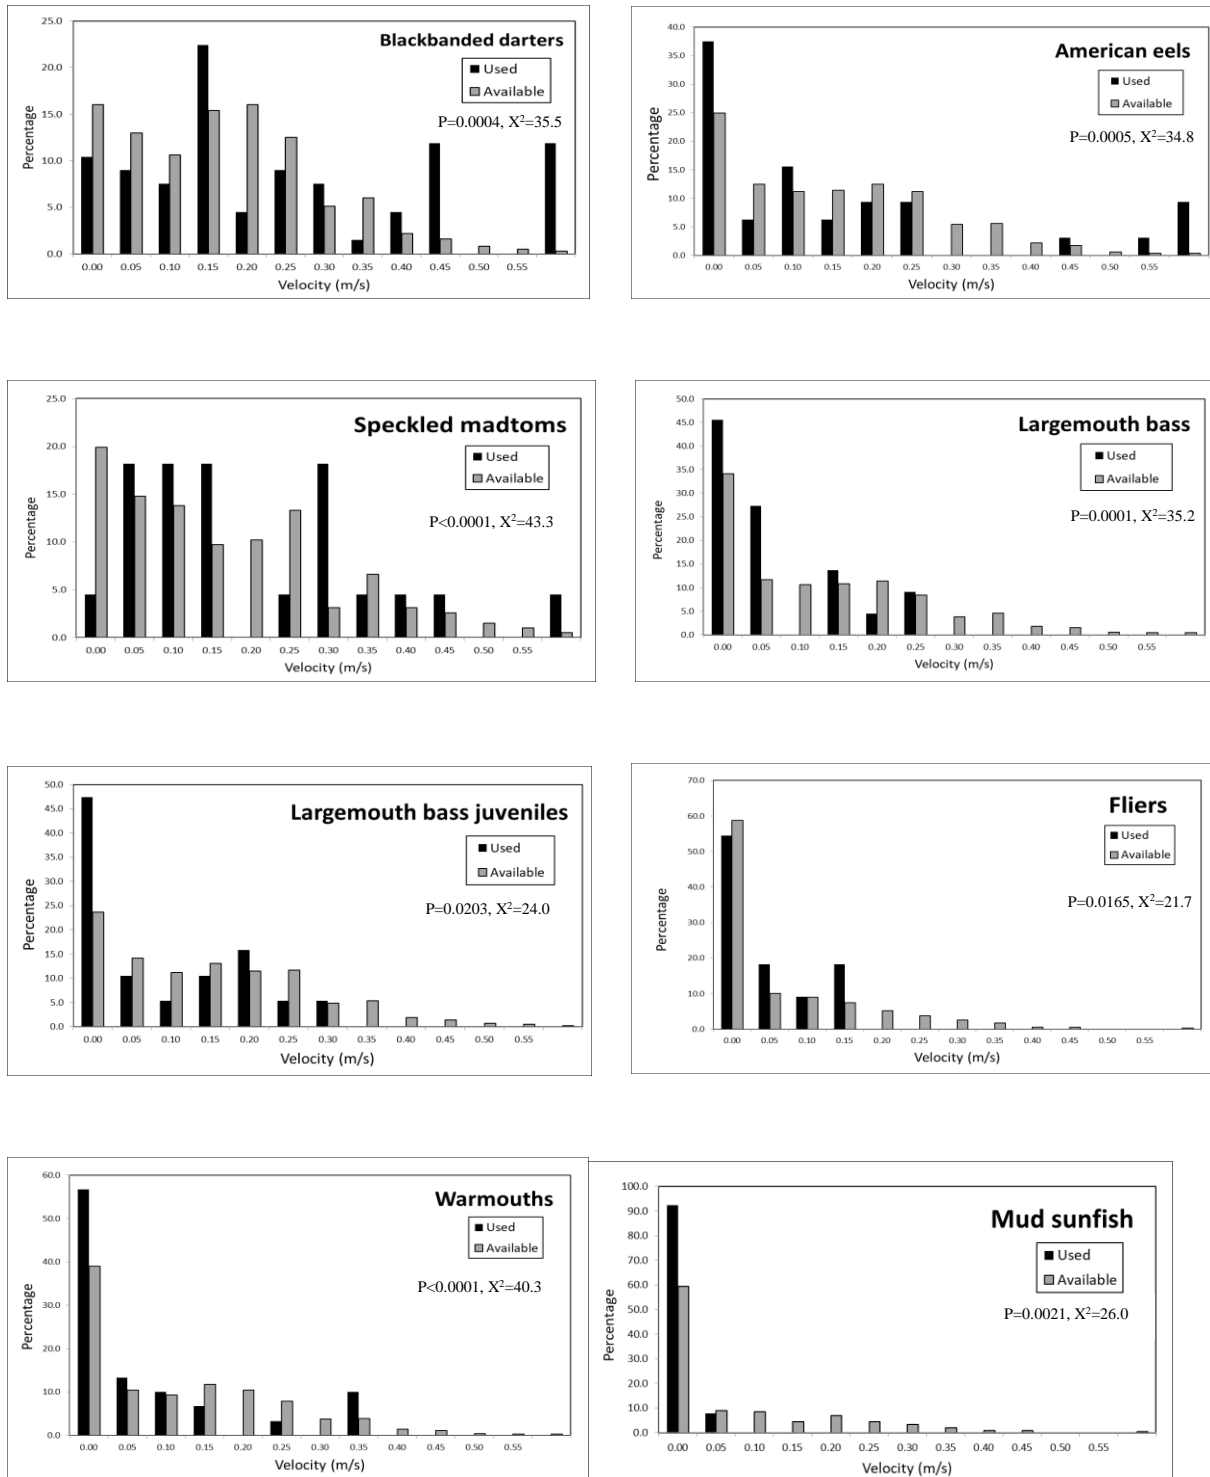 Blackbanded darters
Used
Available
P=0.0004, X²=35.5
Percentage
25.0
20.0
15.0
10.0
5.0
0.0
0.00 0.05 0.10 0.15 0.20 0.25 0.30 0.35 0.40 0.45 0.50 0.55
Velocity (m/s)
American eels
Used
Available
P=0.0005, X²=34.8
Percentage
40.0
35.0
30.0
25.0
20.0
15.0
10.0
5.0
0.0
0.00 0.05 0.10 0.15 0.20 0.25 0.30 0.35 0.40 0.45 0.50 0.55
Velocity (m/s)
Speckled madtoms
Used
Available
P<0.0001, X²=43.3
Percentage
25.0
20.0
15.0
10.0
5.0
0.0
0.00 0.05 0.10 0.15 0.20 0.25 0.30 0.35 0.40 0.45 0.50 0.55
Velocity (m/s)
Largemouth bass
Used
Available
P=0.0001, X²=35.2
Percentage
50.0
45.0
40.0
35.0
30.0
25.0
20.0
15.0
10.0
5.0
0.0
0.00 0.05 0.10 0.15 0.20 0.25 0.30 0.35 0.40 0.45 0.50 0.55
Velocity (m/s)
Largemouth bass juveniles
Used
Available
P=0.0203, X²=24.0
Percentage
50.0
45.0
40.0
35.0
30.0
25.0
20.0
15.0
10.0
5.0
0.0
0.00 0.05 0.10 0.15 0.20 0.25 0.30 0.35 0.40 0.45 0.50 0.55
Velocity (m/s)
Fliers
Used
Available
P=0.0165, X²=21.7
Percentage
70.0
60.0
50.0
40.0
30.0
20.0
10.0
0.0
0.00 0.05 0.10 0.15 0.20 0.25 0.30 0.35 0.40 0.45 0.50 0.55
Velocity (m/s)
Warmouths
Used
Available
P<0.0001, X²=40.3
Percentage
60.0
50.0
40.0
30.0
20.0
10.0
0.0
0.00 0.05 0.10 0.15 0.20 0.25 0.30 0.35 0.40 0.45 0.50 0.55
Velocity (m/s)
Mud sunfish
Used
Available
P=0.0021, X²=26.0
Percentage
100.0
90.0
80.0
70.0
60.0
50.0
40.0
30.0
20.0
10.0
0.0
0.00 0.05 0.10 0.15 0.20 0.25 0.30 0.35 0.40 0.45 0.50 0.55
Velocity (m/s)